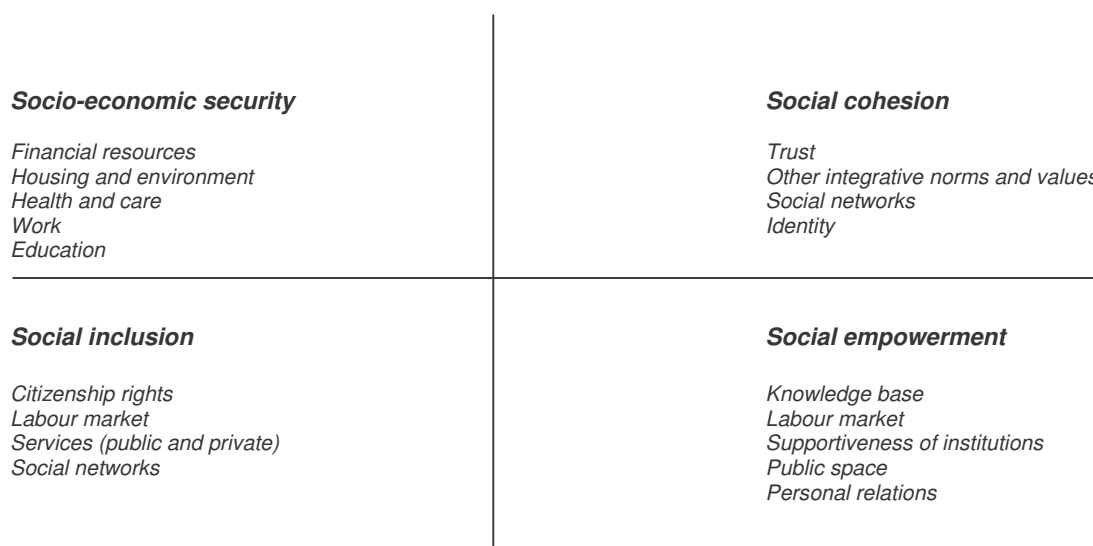 Socio-economic security
Financial resources
Housing and environment
Health and care
Work
Education
Social cohesion
Trust
Other integrative norms and values
Social networks
Identity
Social inclusion
Citizenship rights
Labour market
Services (public and private)
Social networks
Social empowerment
Knowledge base
Labour market
Supportiveness of institutions
Public space
Personal relations